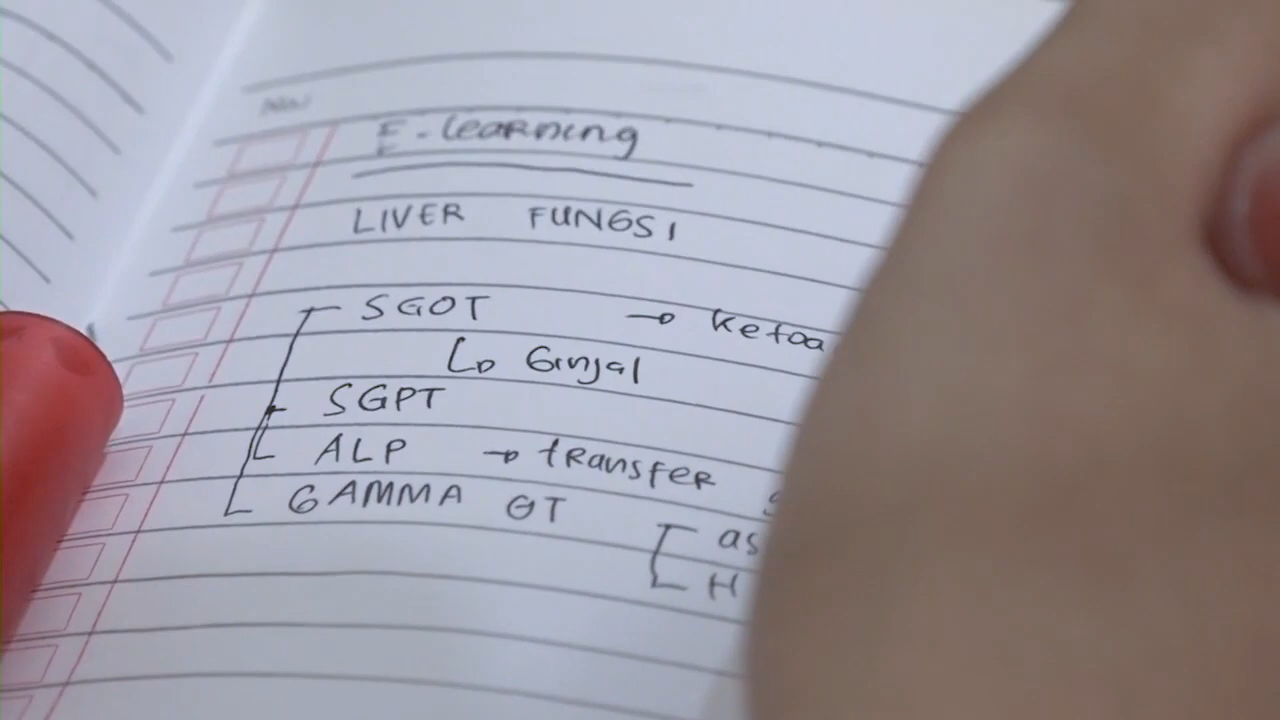 E-learning
LIVER FUNGSI
SGOT → ketoa
↳ Ginjal
SGPT
ALP → transfer
GAMMA GT
as
H